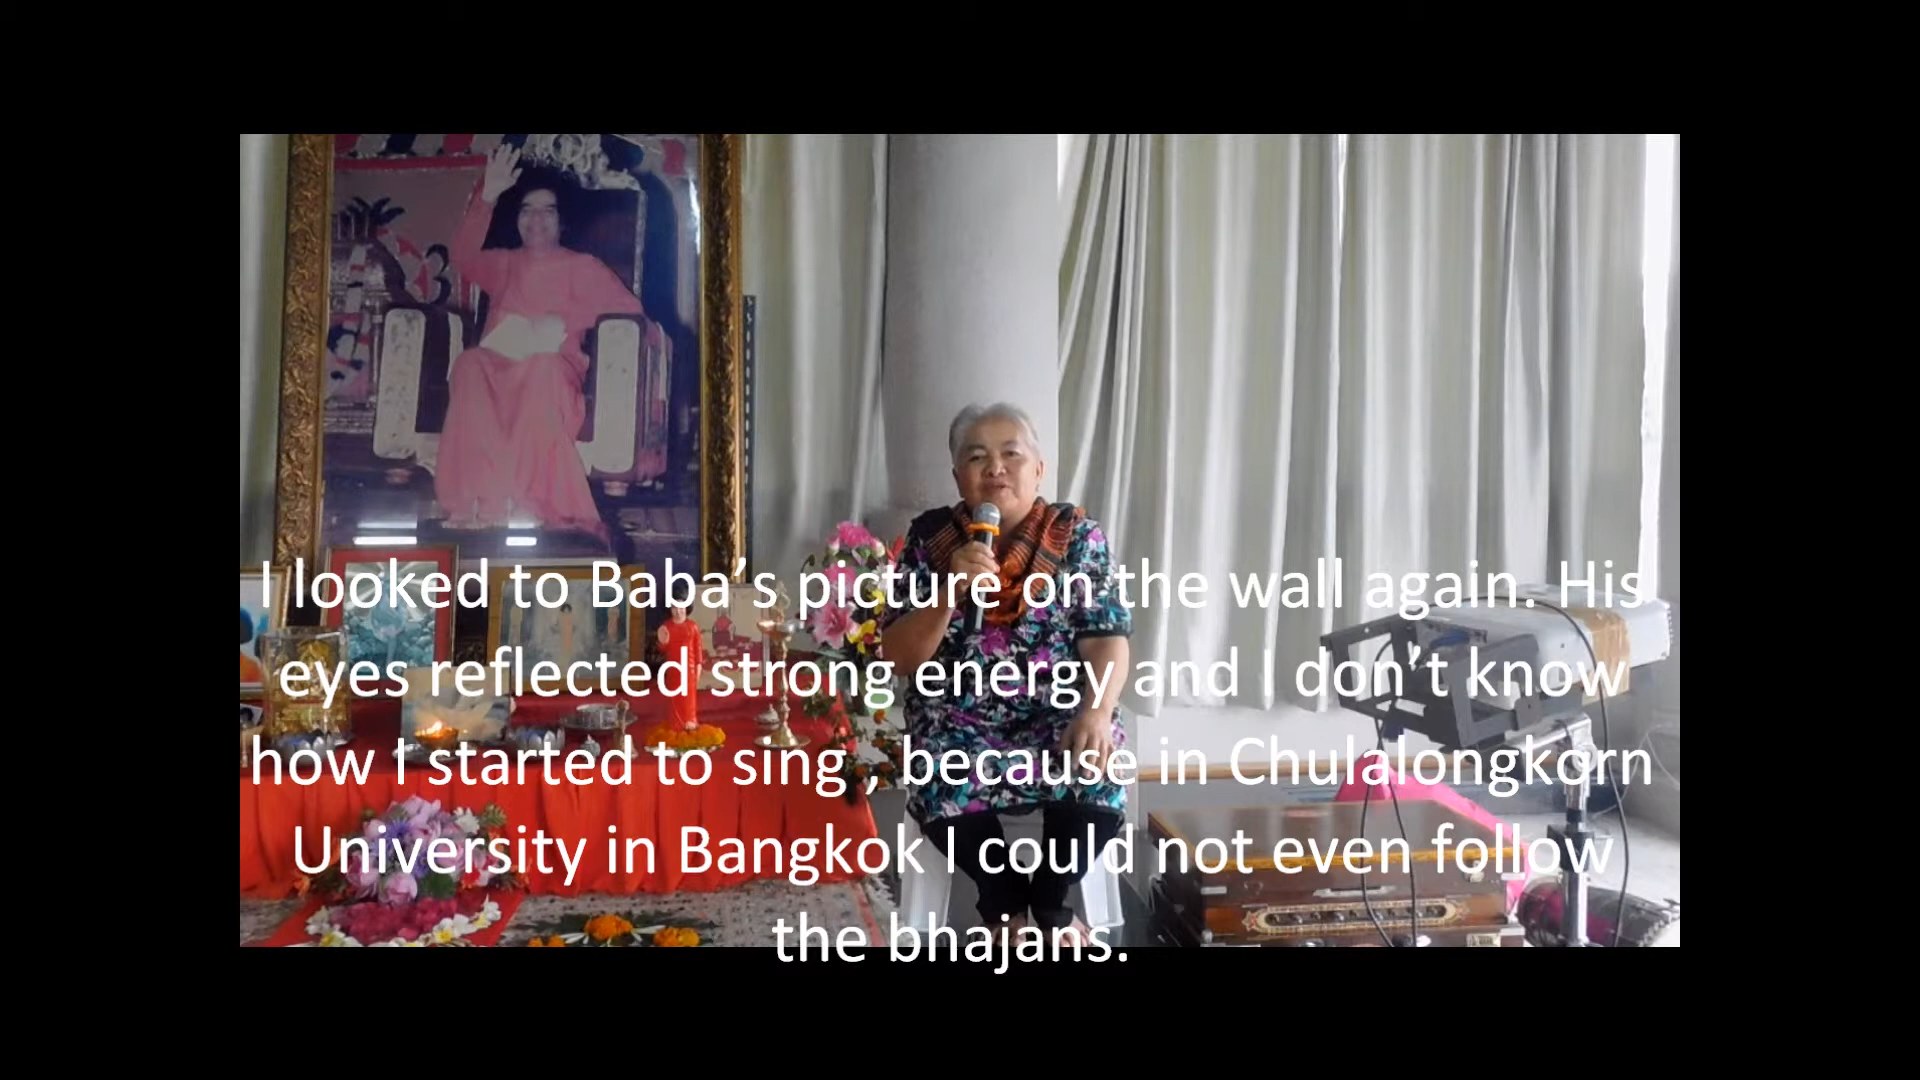 I looked to Baba’s picture on the wall again. His
eyes reflected strong energy and I don’t know
how I started to sing , because in Chulalongkorn
University in Bangkok I could not even follow
the bhajans.